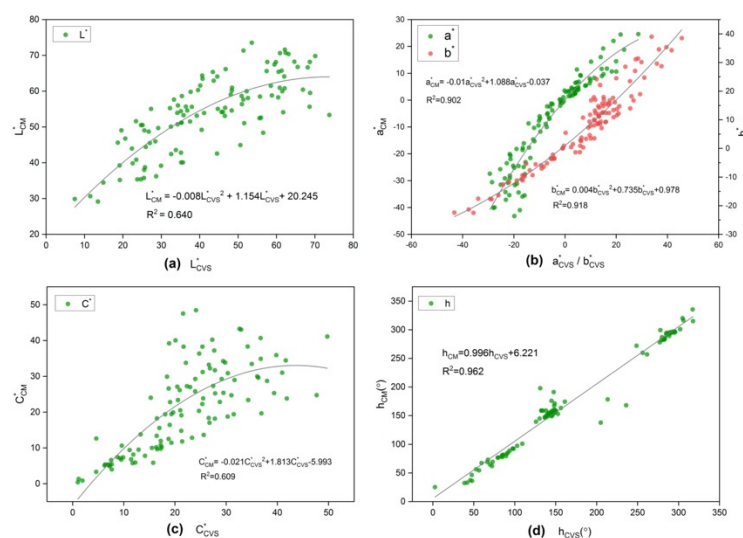 80
70
60
50
40
30
20
L*
L*CM
L*CM = -0.008L*CVS² + 1.154L*CVS + 20.245
R² = 0.640
0 10 20 30 40 50 60 70 80
(a) L*CVS
30
20
10
0
-10
-20
-30
-40
-50
a*
b*
a*CM
a*CM= -0.01a*CVS²+1.088a*CVS-0.037
R²=0.902
b*CM= 0.004b*CVS²+0.735b*CVS+0.978
R²=0.918
40
30
20
10
0
-10
-20
-30
-60 -40 -20 0 20 40 60
(b) a*CVS / b*CVS
50
40
30
20
10
0
C*
C*CM
C*CM= -0.021C*CVS²+1.813C*CVS-5.993
R²=0.609
0 10 20 30 40 50 60
(c) C*CVS
350
300
250
200
150
100
50
0
h
hCM(°)
hCM=0.996hCVS+6.221
R²=0.962
0 50 100 150 200 250 300 350
(d) hCVS(°)